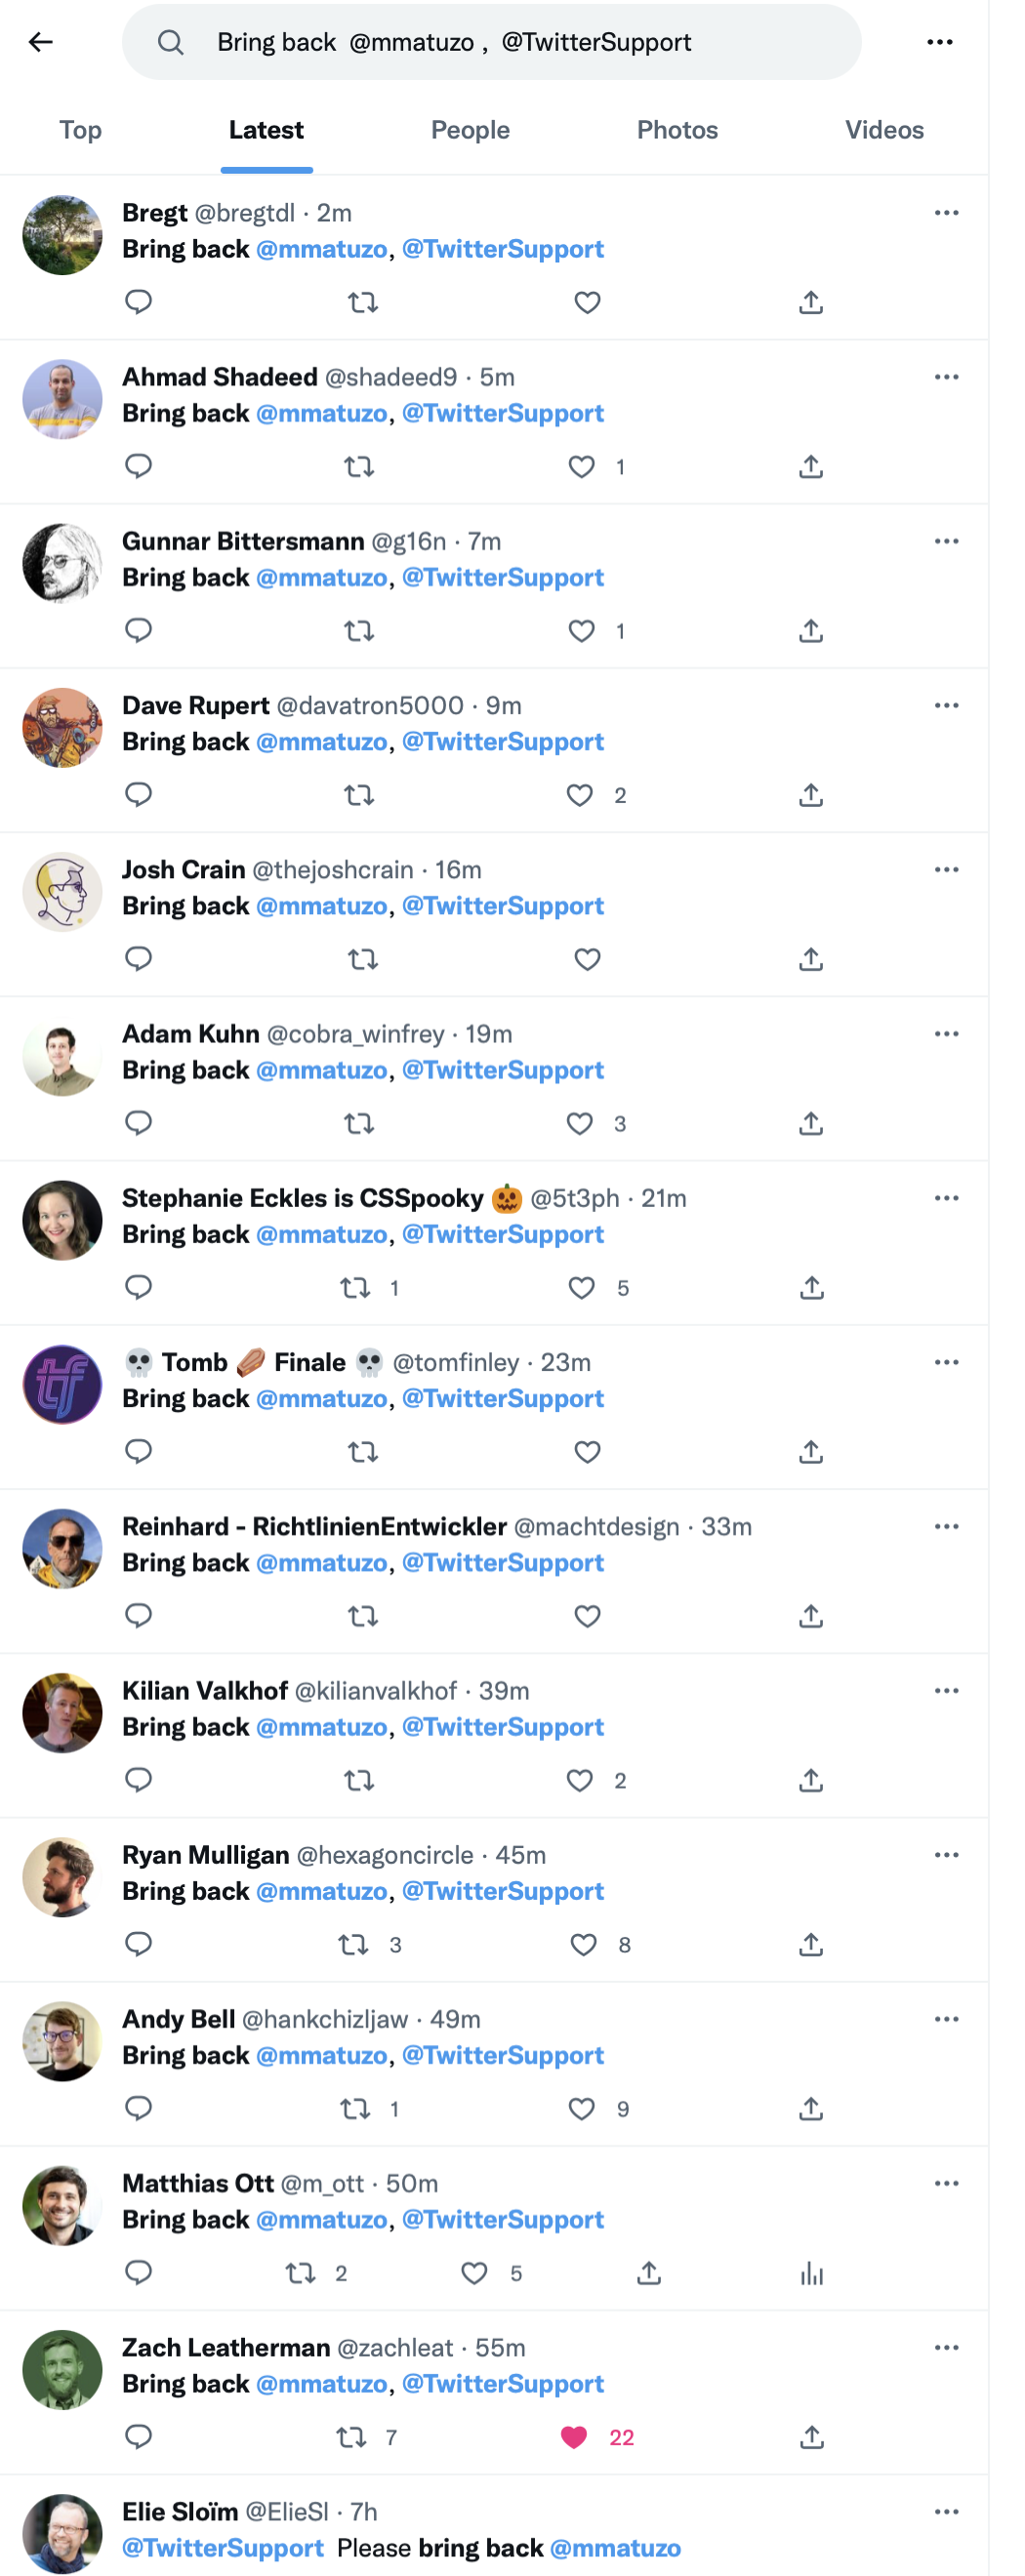 Bring back @mmatuzo , @TwitterSupport
Top Latest People Photos Videos
Bregt @bregtdl · 2m
Bring back @mmatuzo, @TwitterSupport
Ahmad Shadeed @shadeed9 · 5m
Bring back @mmatuzo, @TwitterSupport
1
Gunnar Bittersmann @g16n · 7m
Bring back @mmatuzo, @TwitterSupport
1
Dave Rupert @davatron5000 · 9m
Bring back @mmatuzo, @TwitterSupport
2
Josh Crain @thejoshcrain · 16m
Bring back @mmatuzo, @TwitterSupport
Adam Kuhn @cobra_winfrey · 19m
Bring back @mmatuzo, @TwitterSupport
3
Stephanie Eckles is CSSpooky 🎃 @5t3ph · 21m
Bring back @mmatuzo, @TwitterSupport
1 5
💀 Tomb ⚰️ Finale 💀 @tomfinley · 23m
Bring back @mmatuzo, @TwitterSupport
Reinhard - RichtlinienEntwickler @machtdesign · 33m
Bring back @mmatuzo, @TwitterSupport
Kilian Valkhof @kilianvalkhof · 39m
Bring back @mmatuzo, @TwitterSupport
2
Ryan Mulligan @hexagoncircle · 45m
Bring back @mmatuzo, @TwitterSupport
3 8
Andy Bell @hankchizljaw · 49m
Bring back @mmatuzo, @TwitterSupport
1 9
Matthias Ott @m_ott · 50m
Bring back @mmatuzo, @TwitterSupport
2 5
Zach Leatherman @zachleat · 55m
Bring back @mmatuzo, @TwitterSupport
7 22
Elie Sloïm @ElieSl · 7h
@TwitterSupport Please bring back @mmatuzo